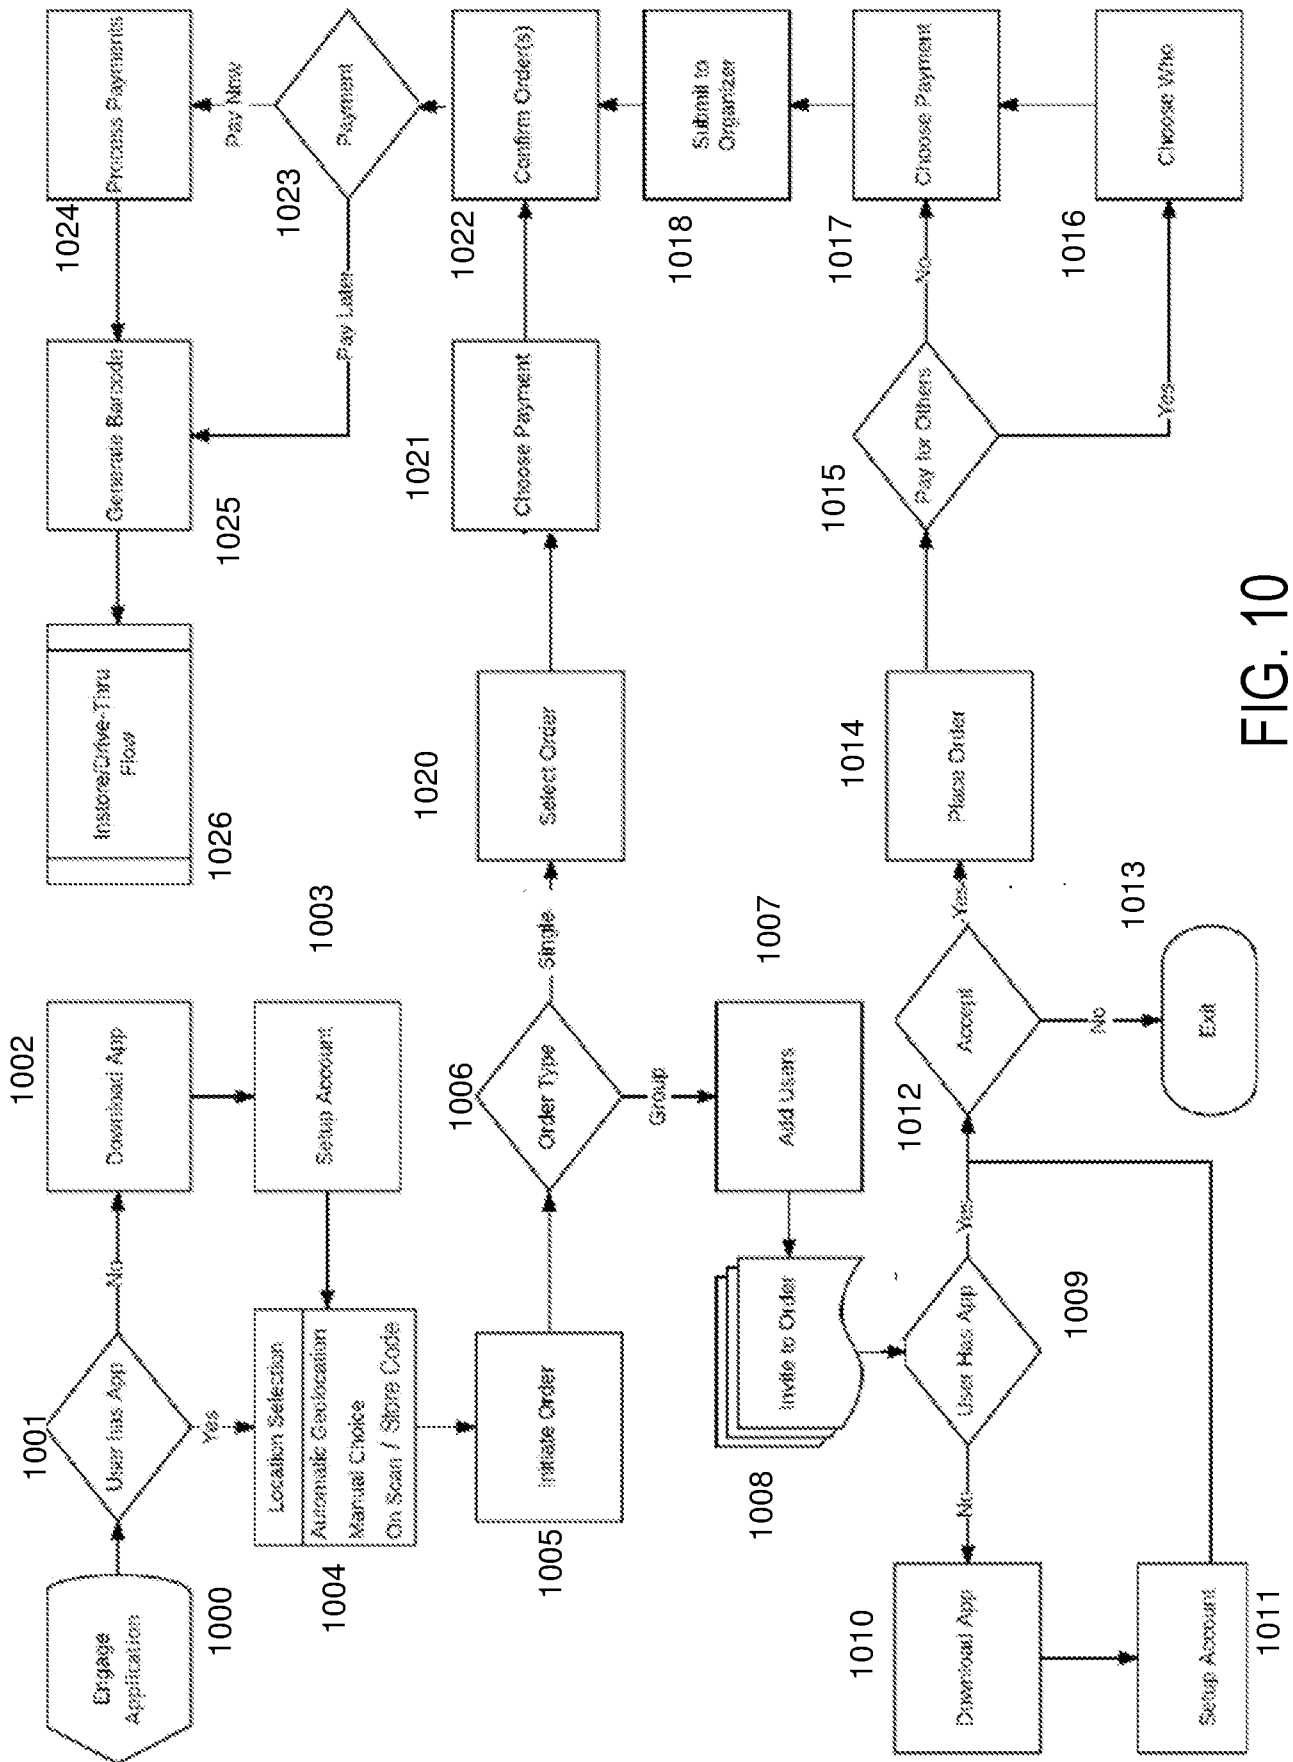 Engage
Application
1000
User has App
1001
No
Yes
Download App
1002
Setup Account
1003
Location Selection
Automatic Geolocation
Manual Choice
On Scan / Store Code
1004
Initiate Order
1005
Order Type
1006
Single
Group
Add Users
1007
Invite to Order
1008
User Has App
1009
No
Yes
Download App
1010
Setup Account
1011
Accept
1012
Yes
No
Exit
1013
Place Order
1014
Pay for Others
1015
No
Yes
Choose Who
1016
Choose Payment
1017
Submit to
Organizer
1018
Select Order
1020
Choose Payment
1021
Confirm Order(s)
1022
Payment
1023
Pay Now
Pay Later
Process Payments
1024
Generate Barcode
1025
Instore/Drive-Thru
Flow
1026
FIG. 10